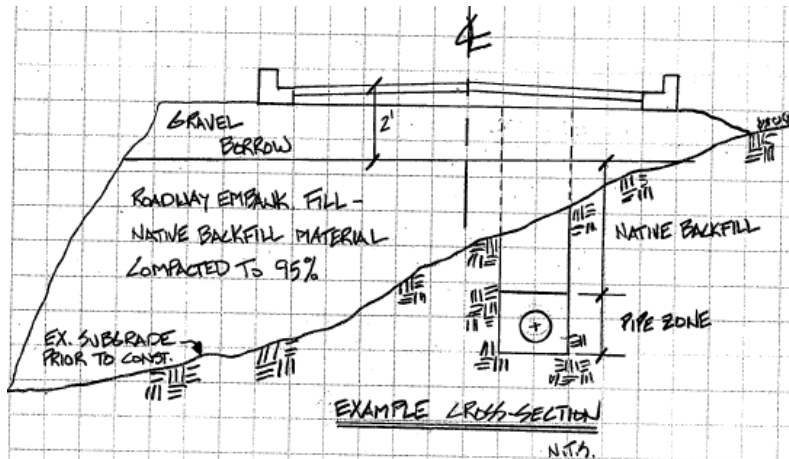 ℄
GRAVEL
BORROW
2'
ROADWAY EMBANK. FILL -
NATIVE BACKFILL MATERIAL
COMPACTED TO 95%
NATIVE BACKFILL
PIPE ZONE
EX. SUBGRADE
PRIOR TO CONST.
EXAMPLE CROSS-SECTION
N.T.S.